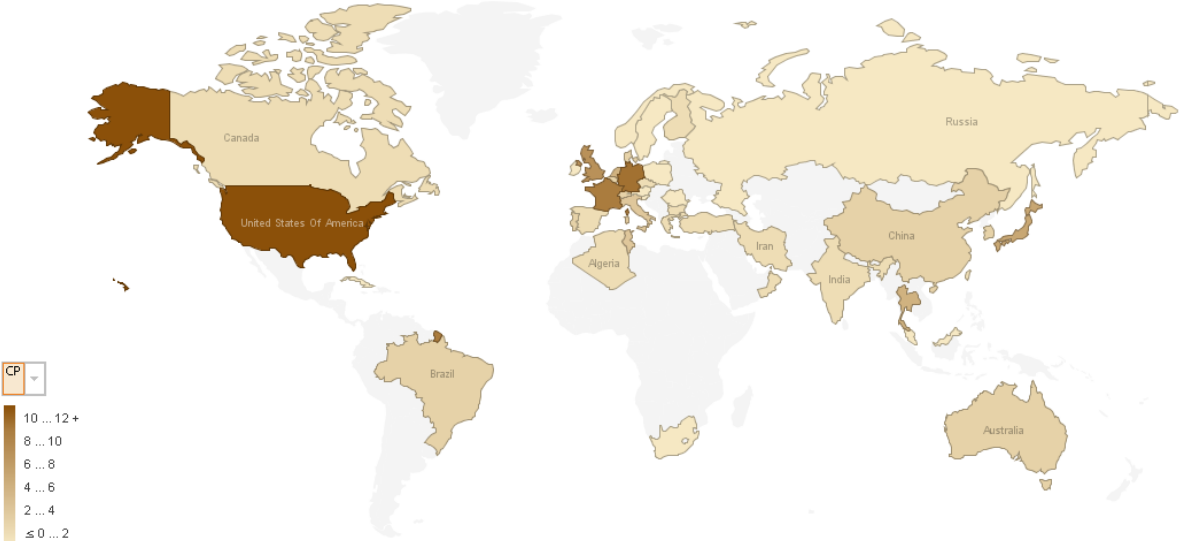 Canada
Russia
United States Of America
China
Iran
Algeria
India
Brazil
CP
Australia
10 ... 12 +
8 ... 10
6 ... 8
4 ... 6
2 ... 4
≤ 0 ... 2